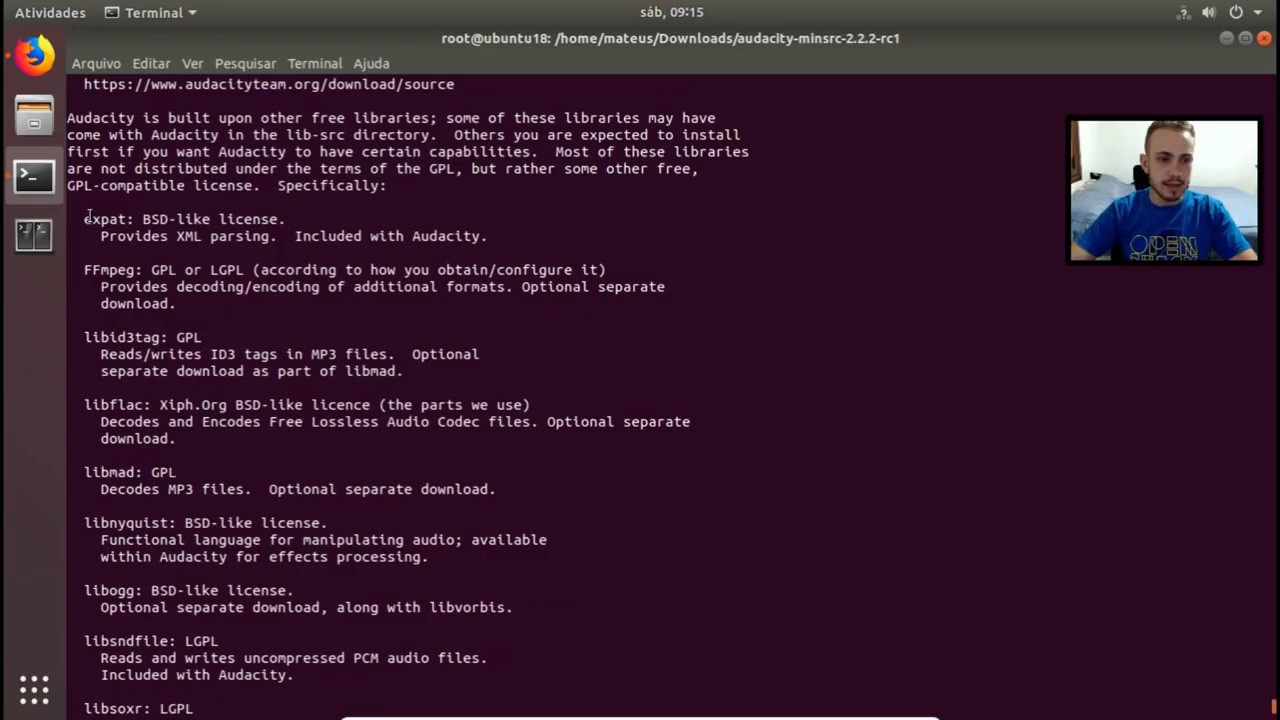 Atividades
Terminal
sáb, 09:15
root@ubuntu18: /home/mateus/Downloads/audacity-minsrc-2.2.2-rc1
Arquivo Editar Ver Pesquisar Terminal Ajuda
https://www.audacityteam.org/download/source
Audacity is built upon other free libraries; some of these libraries may have
come with Audacity in the lib-src directory.  Others you are expected to install
first if you want Audacity to have certain capabilities.  Most of these libraries
are not distributed under the terms of the GPL, but rather some other free,
GPL-compatible license.  Specifically:
expat: BSD-like license.
Provides XML parsing.  Included with Audacity.
FFmpeg: GPL or LGPL (according to how you obtain/configure it)
Provides decoding/encoding of additional formats. Optional separate
download.
libid3tag: GPL
Reads/writes ID3 tags in MP3 files.  Optional
separate download as part of libmad.
libflac: Xiph.Org BSD-like licence (the parts we use)
Decodes and Encodes Free Lossless Audio Codec files. Optional separate
download.
libmad: GPL
Decodes MP3 files.  Optional separate download.
libnyquist: BSD-like license.
Functional language for manipulating audio; available
within Audacity for effects processing.
libogg: BSD-like license.
Optional separate download, along with libvorbis.
libsndfile: LGPL
Reads and writes uncompressed PCM audio files.
Included with Audacity.
libsoxr: LGPL
OPEN